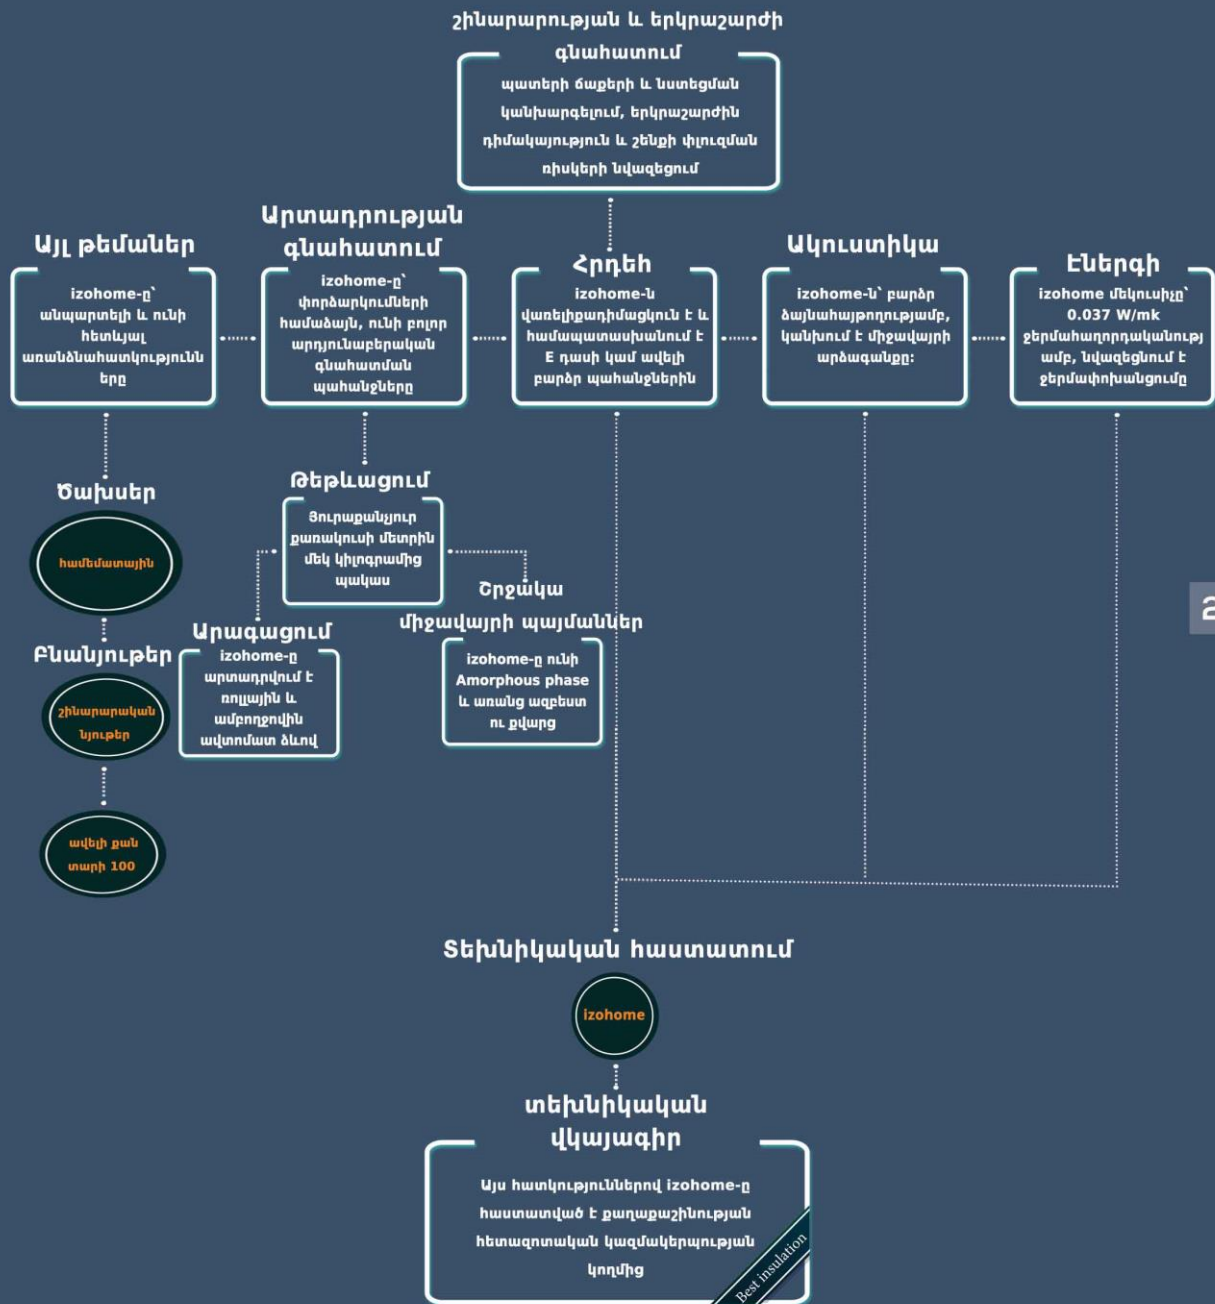 շինարարության և երկրաշարժի
գնահատում
պատերի ճաքերի և նստեցման
կանխարգելում, երկրաշարժին
դիմակայություն և շենքի փլուզման
ռիսկերի նվազեցում
Այլ թեմաներ
izohome-ը՝
անպարտելի և ունի
հետևյալ
առանձնահատկությունն
երը
Արտադրության
գնահատում
izohome-ը՝
փորձարկումների
համաձայն, ունի բոլոր
արդյունաբերական
գնահատման
պահանջները
Հրդեհ
izohome-ն
վառելիքադիմացկուն է և
համապատասխանում է
E դասի կամ ավելի
բարձր պահանջներին
Ակուստիկա
izohome-ն՝ բարձր
ձայնահայթողությամբ,
կանխում է միջավայրի
արձագանքը:
Էներգի
izohome մեկուսիչը՝
0.037 W/mk
ջերմահաղորդականությ
ամբ, նվազեցնում է
ջերմափոխանցումը
Ծախսեր
համեմատային
Բնանյութեր
շինարարական
նյութեր
ավելի քան
տարի 100
Թեթևացում
Յուրաքանչյուր
քառակուսի մետրին
մեկ կիլոգրամից
պակաս
Արագացում
izohome-ը
արտադրվում է
ռոլլային և
ամբողջովին
ավտոմատ ձևով
Շրջակա
միջավայրի պայմաններ
izohome-ը ունի
Amorphous phase
և առանց ազբեստ
ու քվարց
Տեխնիկական հաստատում
izohome
տեխնիկական
վկայագիր
Այս հատկություններով izohome-ը
հաստատված է քաղաքաշինության
հետազոտական կազմակերպության
կողմից
Best insulation